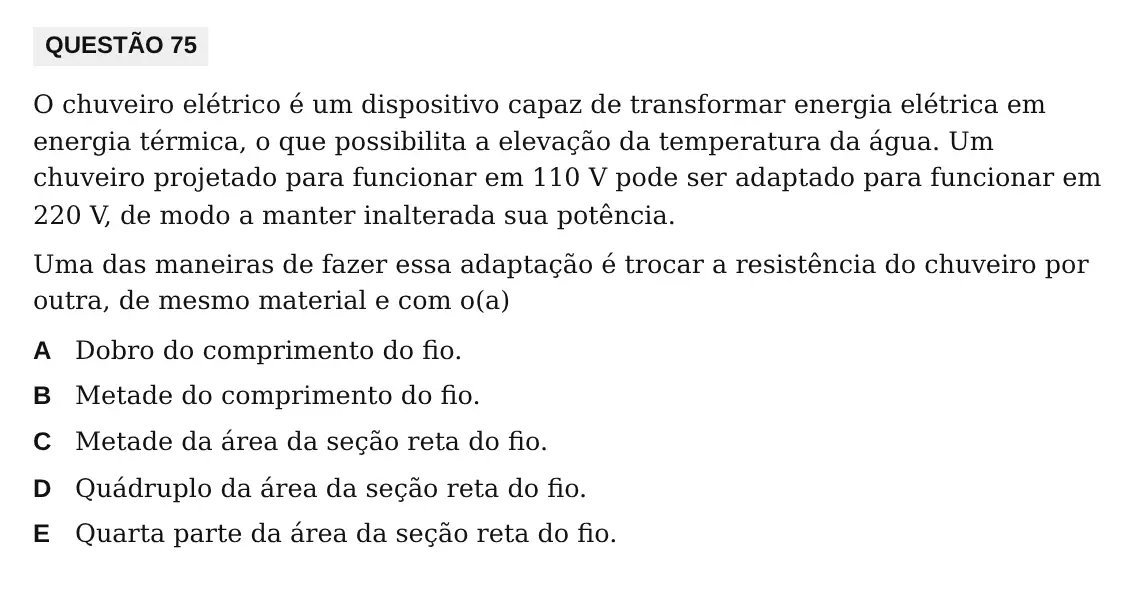 QUESTÃO 75
O chuveiro elétrico é um dispositivo capaz de transformar energia elétrica em
energia térmica, o que possibilita a elevação da temperatura da água. Um
chuveiro projetado para funcionar em 110 V pode ser adaptado para funcionar em
220 V, de modo a manter inalterada sua potência.
Uma das maneiras de fazer essa adaptação é trocar a resistência do chuveiro por
outra, de mesmo material e com o(a)
A Dobro do comprimento do fio.
B Metade do comprimento do fio.
C Metade da área da seção reta do fio.
D Quádruplo da área da seção reta do fio.
E Quarta parte da área da seção reta do fio.